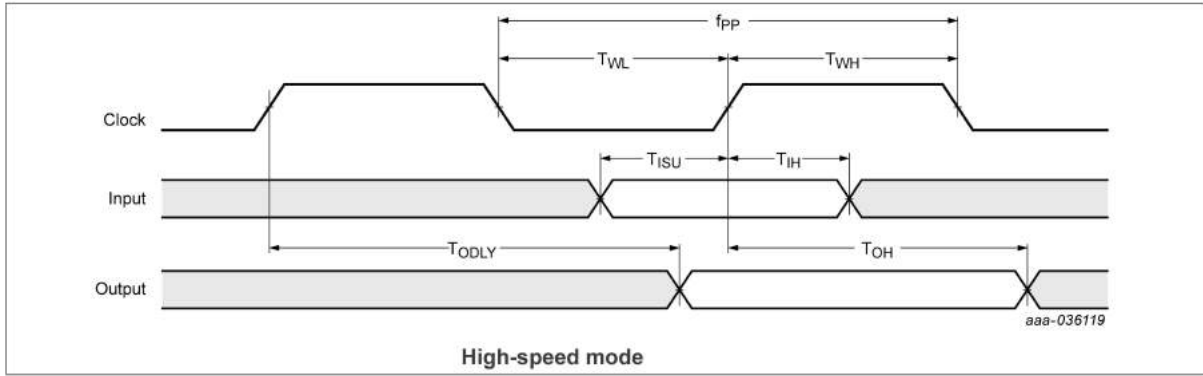 fPP
TWL
TWH
Clock
TISU
TIH
Input
TODLY
TOH
Output
aaa-036119
High-speed mode